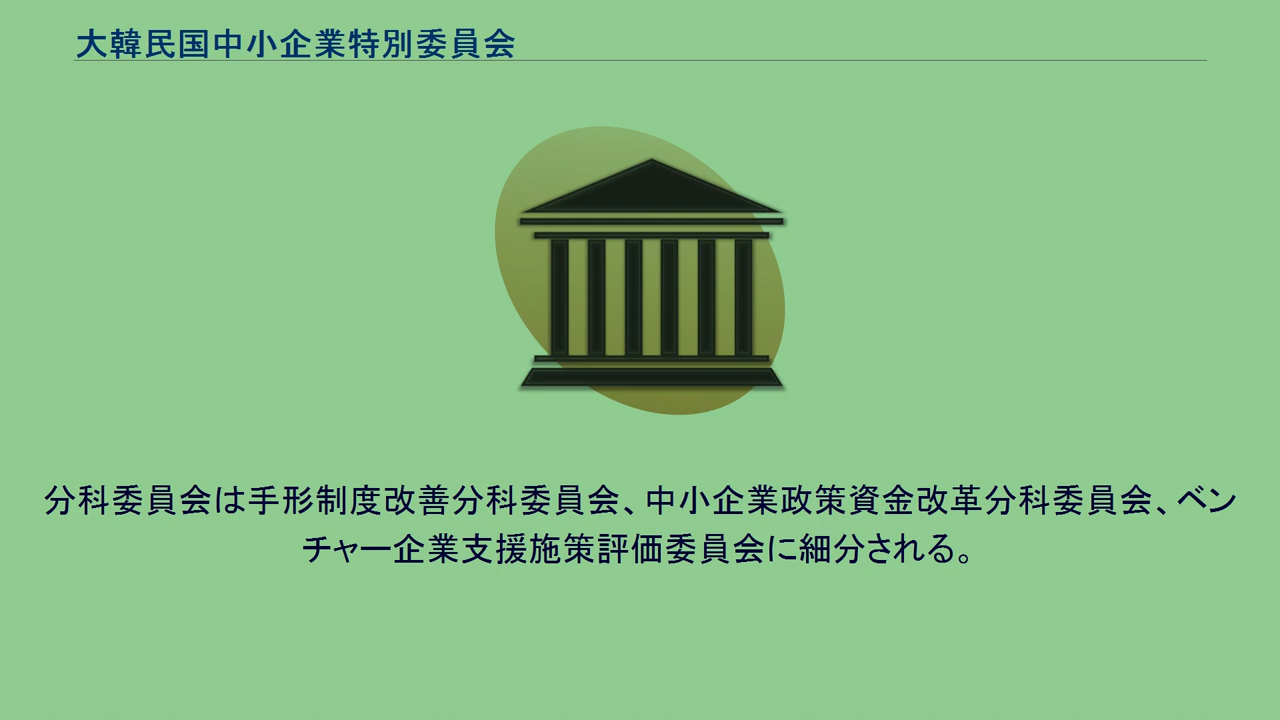 大韓民国中小企業特別委員会
分科委員会は手形制度改善分科委員会、中小企業政策資金改革分科委員会、ベン
チャー企業支援施策評価委員会に細分される。